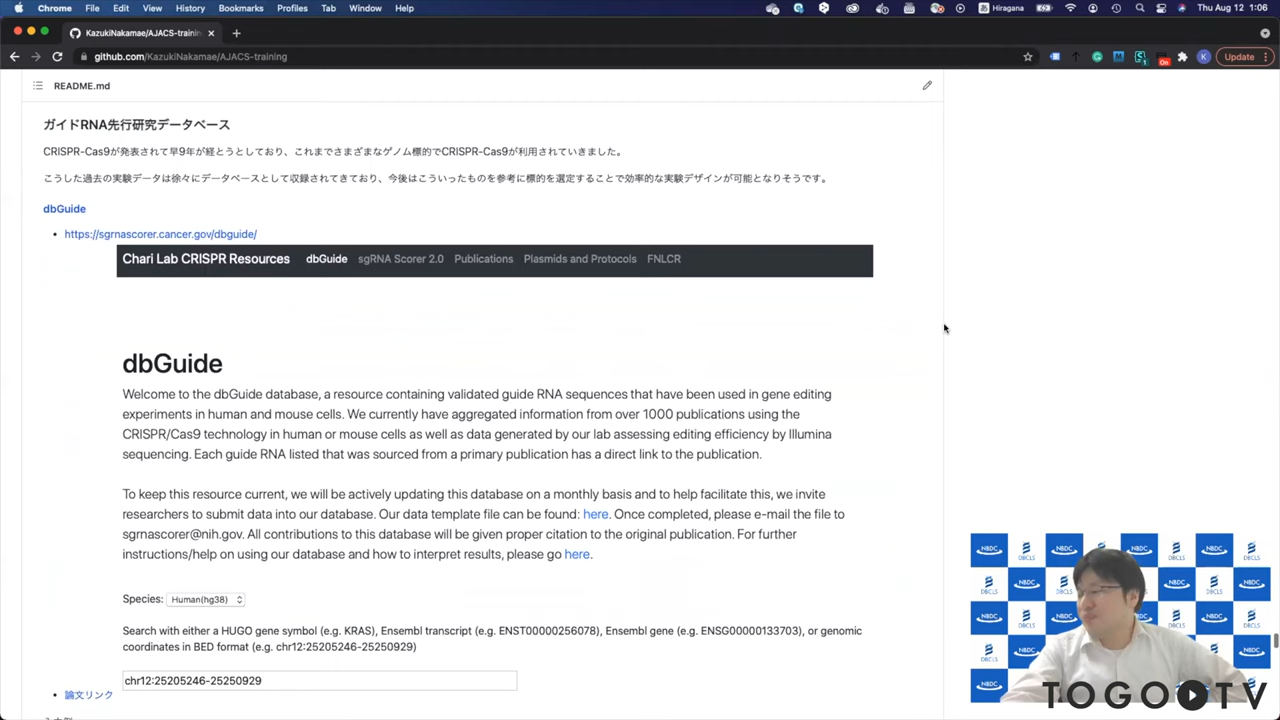 Chrome File Edit View History Bookmarks Profiles Tab Window Help Hiragana Thu Aug 12 1:06
KazukiNakamae/AJACS-trainin
github.com/KazukiNakamae/AJACS-training K Update
README.md
ガイドRNA先行研究データベース
CRISPR-Cas9が発表されて早9年が経とうとしており、これまでさまざまなゲノム標的でCRISPR-Cas9が利用されていきました。
こうした過去の実験データは徐々にデータベースとして収録されてきており、今後はこういったものを参考に標的を選定することで効率的な実験デザインが可能となりそうです。
dbGuide
https://sgrnascorer.cancer.gov/dbguide/
Chari Lab CRISPR Resources dbGuide sgRNA Scorer 2.0 Publications Plasmids and Protocols FNLCR
dbGuide
Welcome to the dbGuide database, a resource containing validated guide RNA sequences that have been used in gene editing
experiments in human and mouse cells. We currently have aggregated information from over 1000 publications using the
CRISPR/Cas9 technology in human or mouse cells as well as data generated by our lab assessing editing efficiency by Illumina
sequencing. Each guide RNA listed that was sourced from a primary publication has a direct link to the publication.
To keep this resource current, we will be actively updating this database on a monthly basis and to help facilitate this, we invite
researchers to submit data into our database. Our data template file can be found: here. Once completed, please e-mail the file to
sgrnascorer@nih.gov. All contributions to this database will be given proper citation to the original publication. For further
instructions/help on using our database and how to interpret results, please go here.
Species: Human(hg38)
Search with either a HUGO gene symbol (e.g. KRAS), Ensembl transcript (e.g. ENST00000256078), Ensembl gene (e.g. ENSG00000133703), or genomic
coordinates in BED format (e.g. chr12:25205246-25250929)
chr12:25205246-25250929
論文リンク
NBDC DBCLS NBDC NBDC NBDC DBCLS
DBCLS NBDC DBCLS NBDC
NBDC DBCLS NBDC DBCLS
DBCLS NBDC
NBDC
TOGO TV